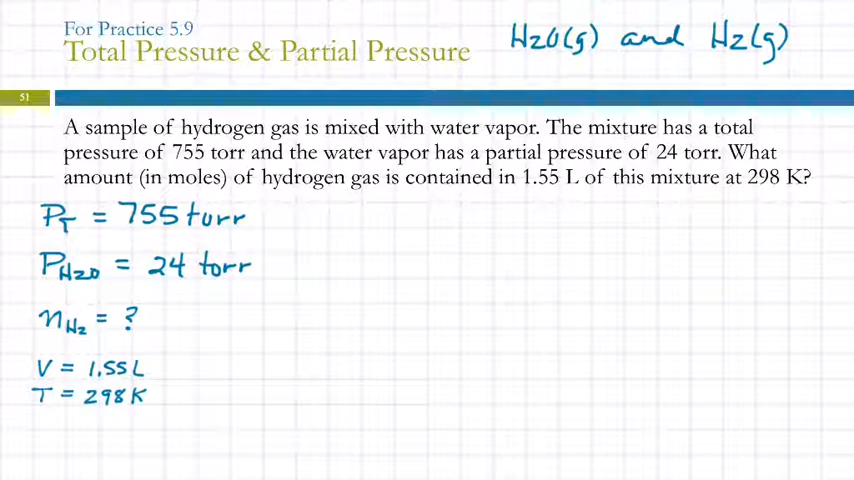 For Practice 5.9
Total Pressure & Partial Pressure
H2O(g) and H2(g)
51
A sample of hydrogen gas is mixed with water vapor. The mixture has a total
pressure of 755 torr and the water vapor has a partial pressure of 24 torr. What
amount (in moles) of hydrogen gas is contained in 1.55 L of this mixture at 298 K?
PT = 755 torr
PH2O = 24 torr
nH2 = ?
V = 1.55 L
T = 298 K